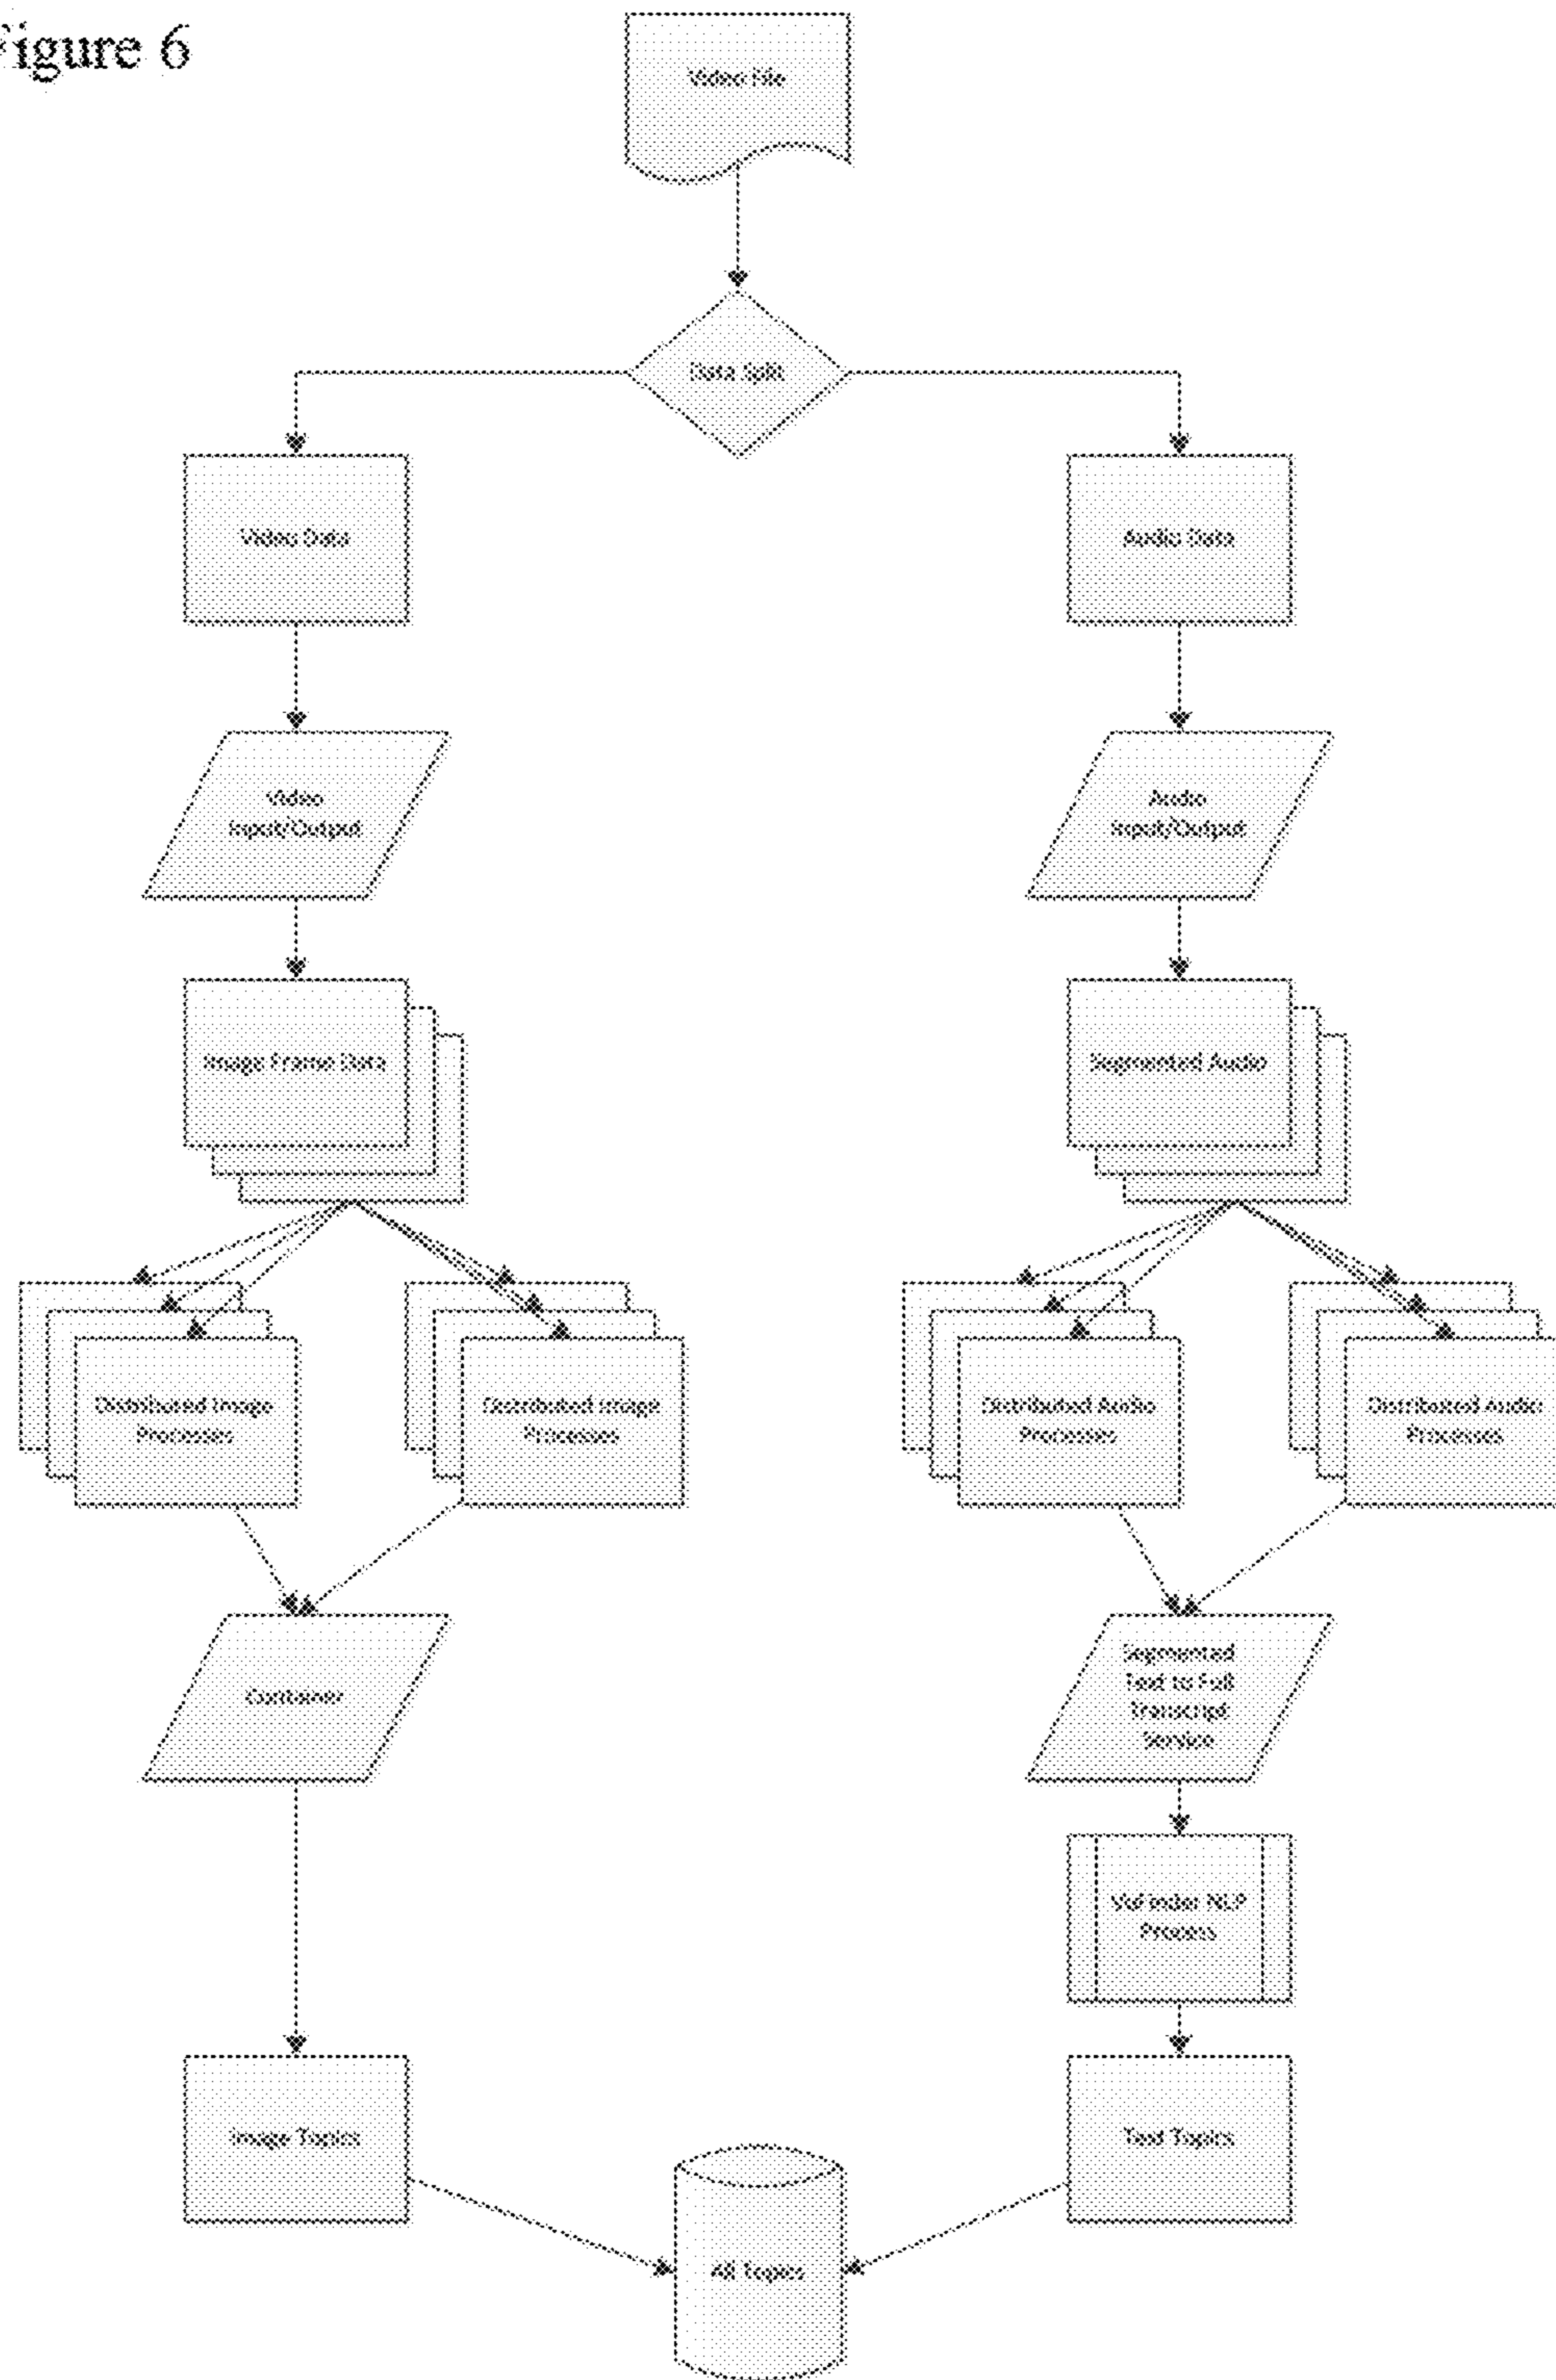 Figure 6
Video File
Data Split
Video Data
Audio Data
Video
Input/Output
Audio
Input/Output
Image Frame Data
Segmented Audio
Distributed Image
Processes
Distributed Image
Processes
Distributed Audio
Processes
Distributed Audio
Processes
Container
Segmented
Text to Full
Transcript
Service
NLP
Process
Image Topics
Text Topics
All Topics